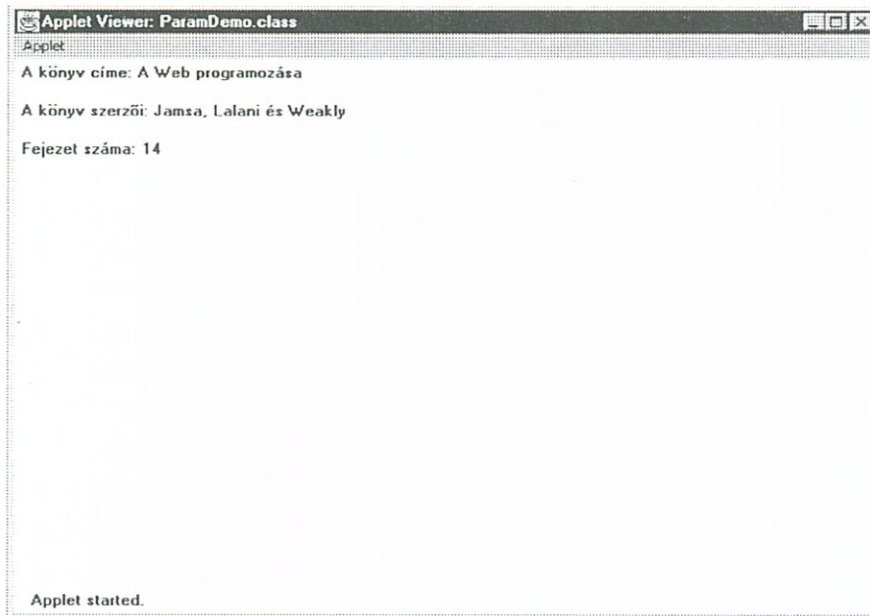 Applet Viewer: ParamDemo.class
Applet
A könyv címe: A Web programozása
A könyv szerzõi: Jamsa, Lalani és Weakly
Fejezet száma: 14
Applet started.